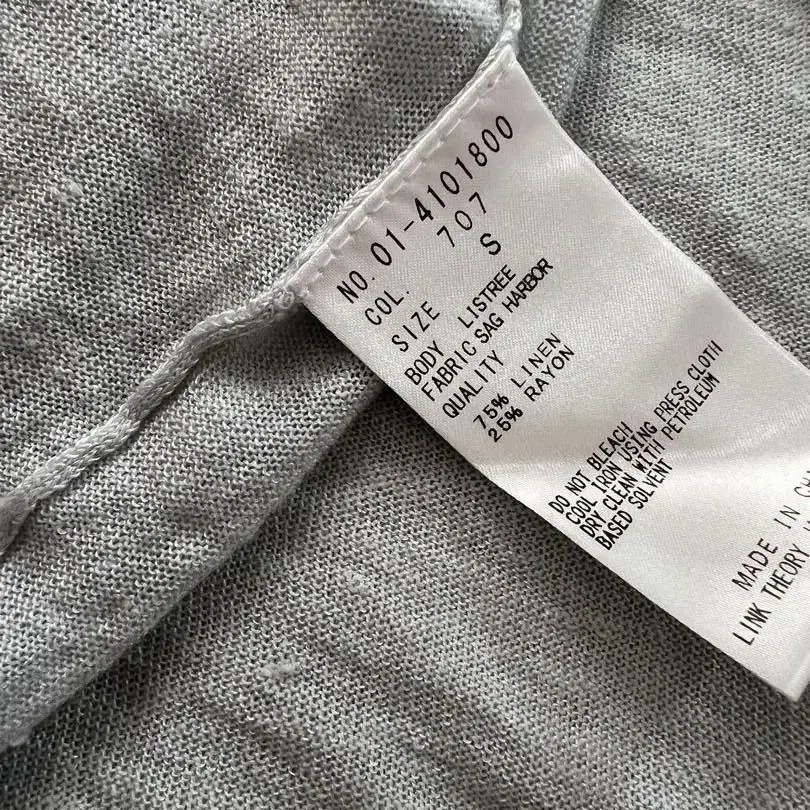 NO. 01-4101800
COL. 707
SIZE S
BODY LISTREE
FABRIC SAG HARBOR
QUALITY
75% LINEN
25% RAYON
DO NOT BLEACH
COOL IRON USING PRESS CLOTH
DRY CLEAN WITH PETROLEUM
BASED SOLVENT
MADE IN
LINK THEORY